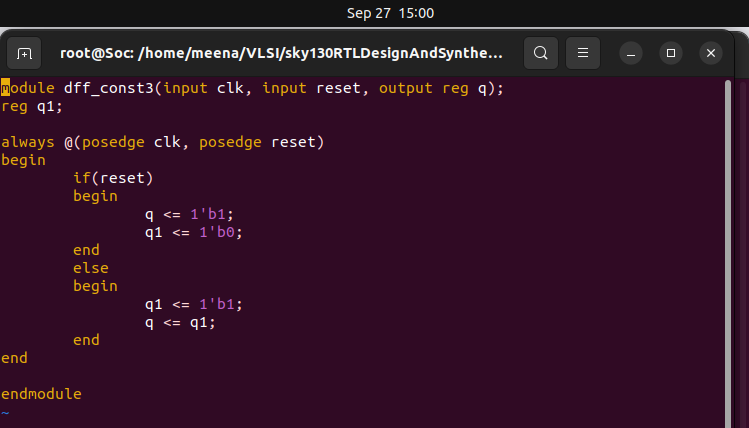 Sep 27 15:00
root@Soc: /home/meena/VLSI/sky130RTLDesignAndSynthe...
module dff_const3(input clk, input reset, output reg q);
reg q1;

always @(posedge clk, posedge reset)
begin
        if(reset)
        begin
                q <= 1'b1;
                q1 <= 1'b0;
        end
        else
        begin
                q1 <= 1'b1;
                q <= q1;
        end
end

endmodule
~